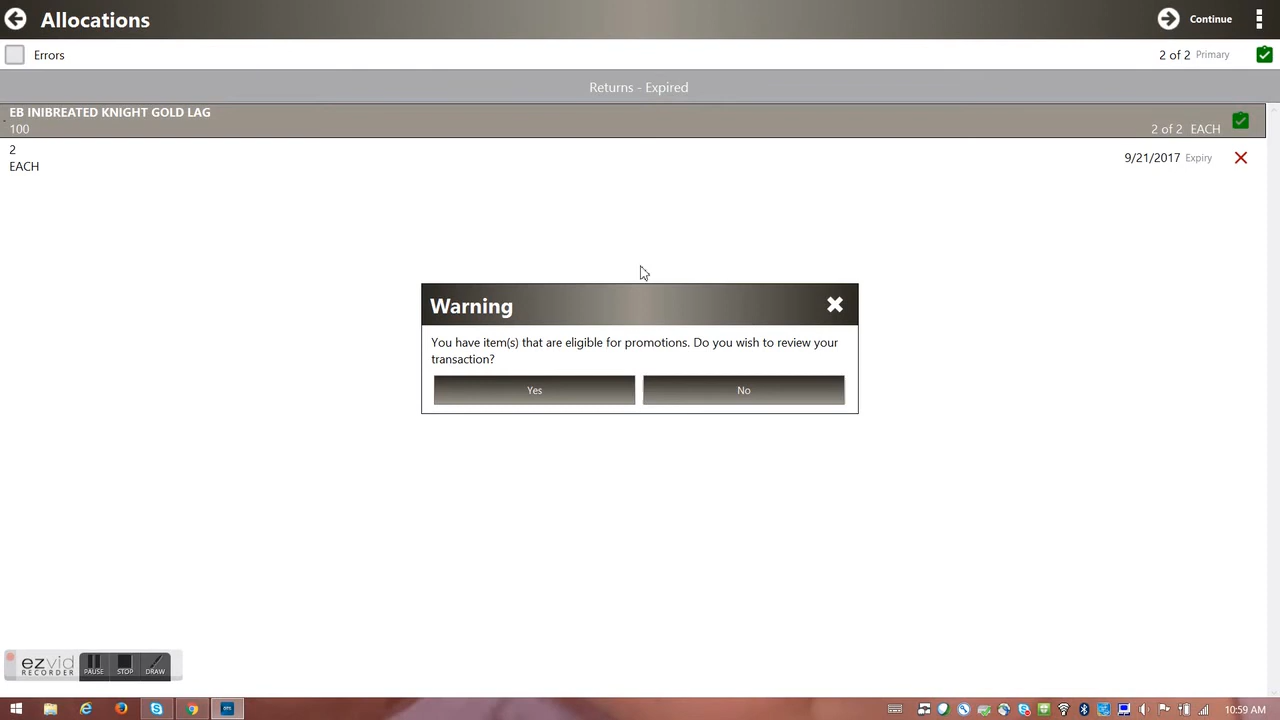 Allocations
Continue
Errors
2 of 2 Primary
Returns - Expired
EB INIBREATED KNIGHT GOLD LAG
100
2 of 2 EACH
2
EACH
9/21/2017 Expiry
Warning
You have item(s) that are eligible for promotions. Do you wish to review your
transaction?
Yes
No
ezvid
RECORDER
PAUSE
STOP
DRAW
10:59 AM